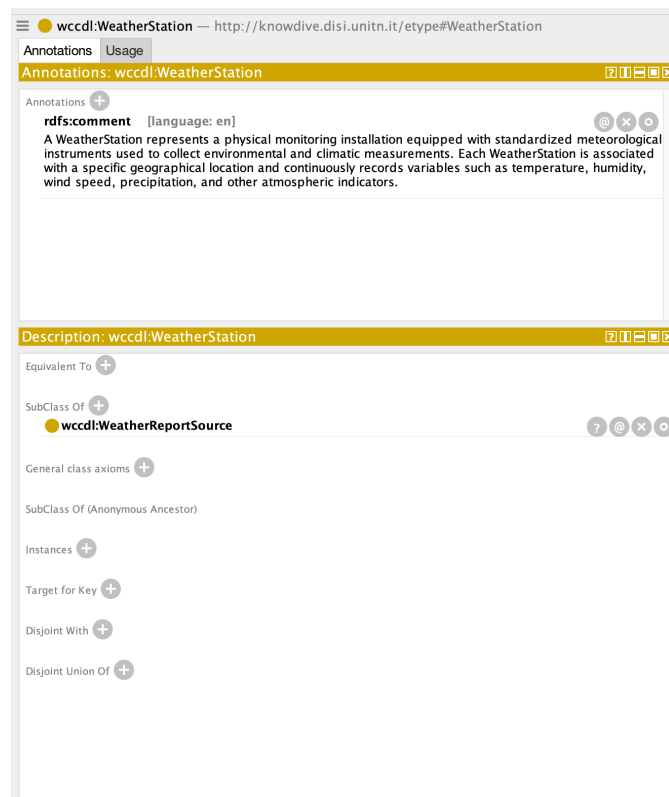 wccdl:WeatherStation — http://knowdive.disi.unitn.it/etype#WeatherStation
Annotations Usage
Annotations: wccdl:WeatherStation
Annotations
rdfs:comment [language: en]
A WeatherStation represents a physical monitoring installation equipped with standardized meteorological
instruments used to collect environmental and climatic measurements. Each WeatherStation is associated
with a specific geographical location and continuously records variables such as temperature, humidity,
wind speed, precipitation, and other atmospheric indicators.
Description: wccdl:WeatherStation
Equivalent To
SubClass Of
wccdl:WeatherReportSource
General class axioms
SubClass Of (Anonymous Ancestor)
Instances
Target for Key
Disjoint With
Disjoint Union Of